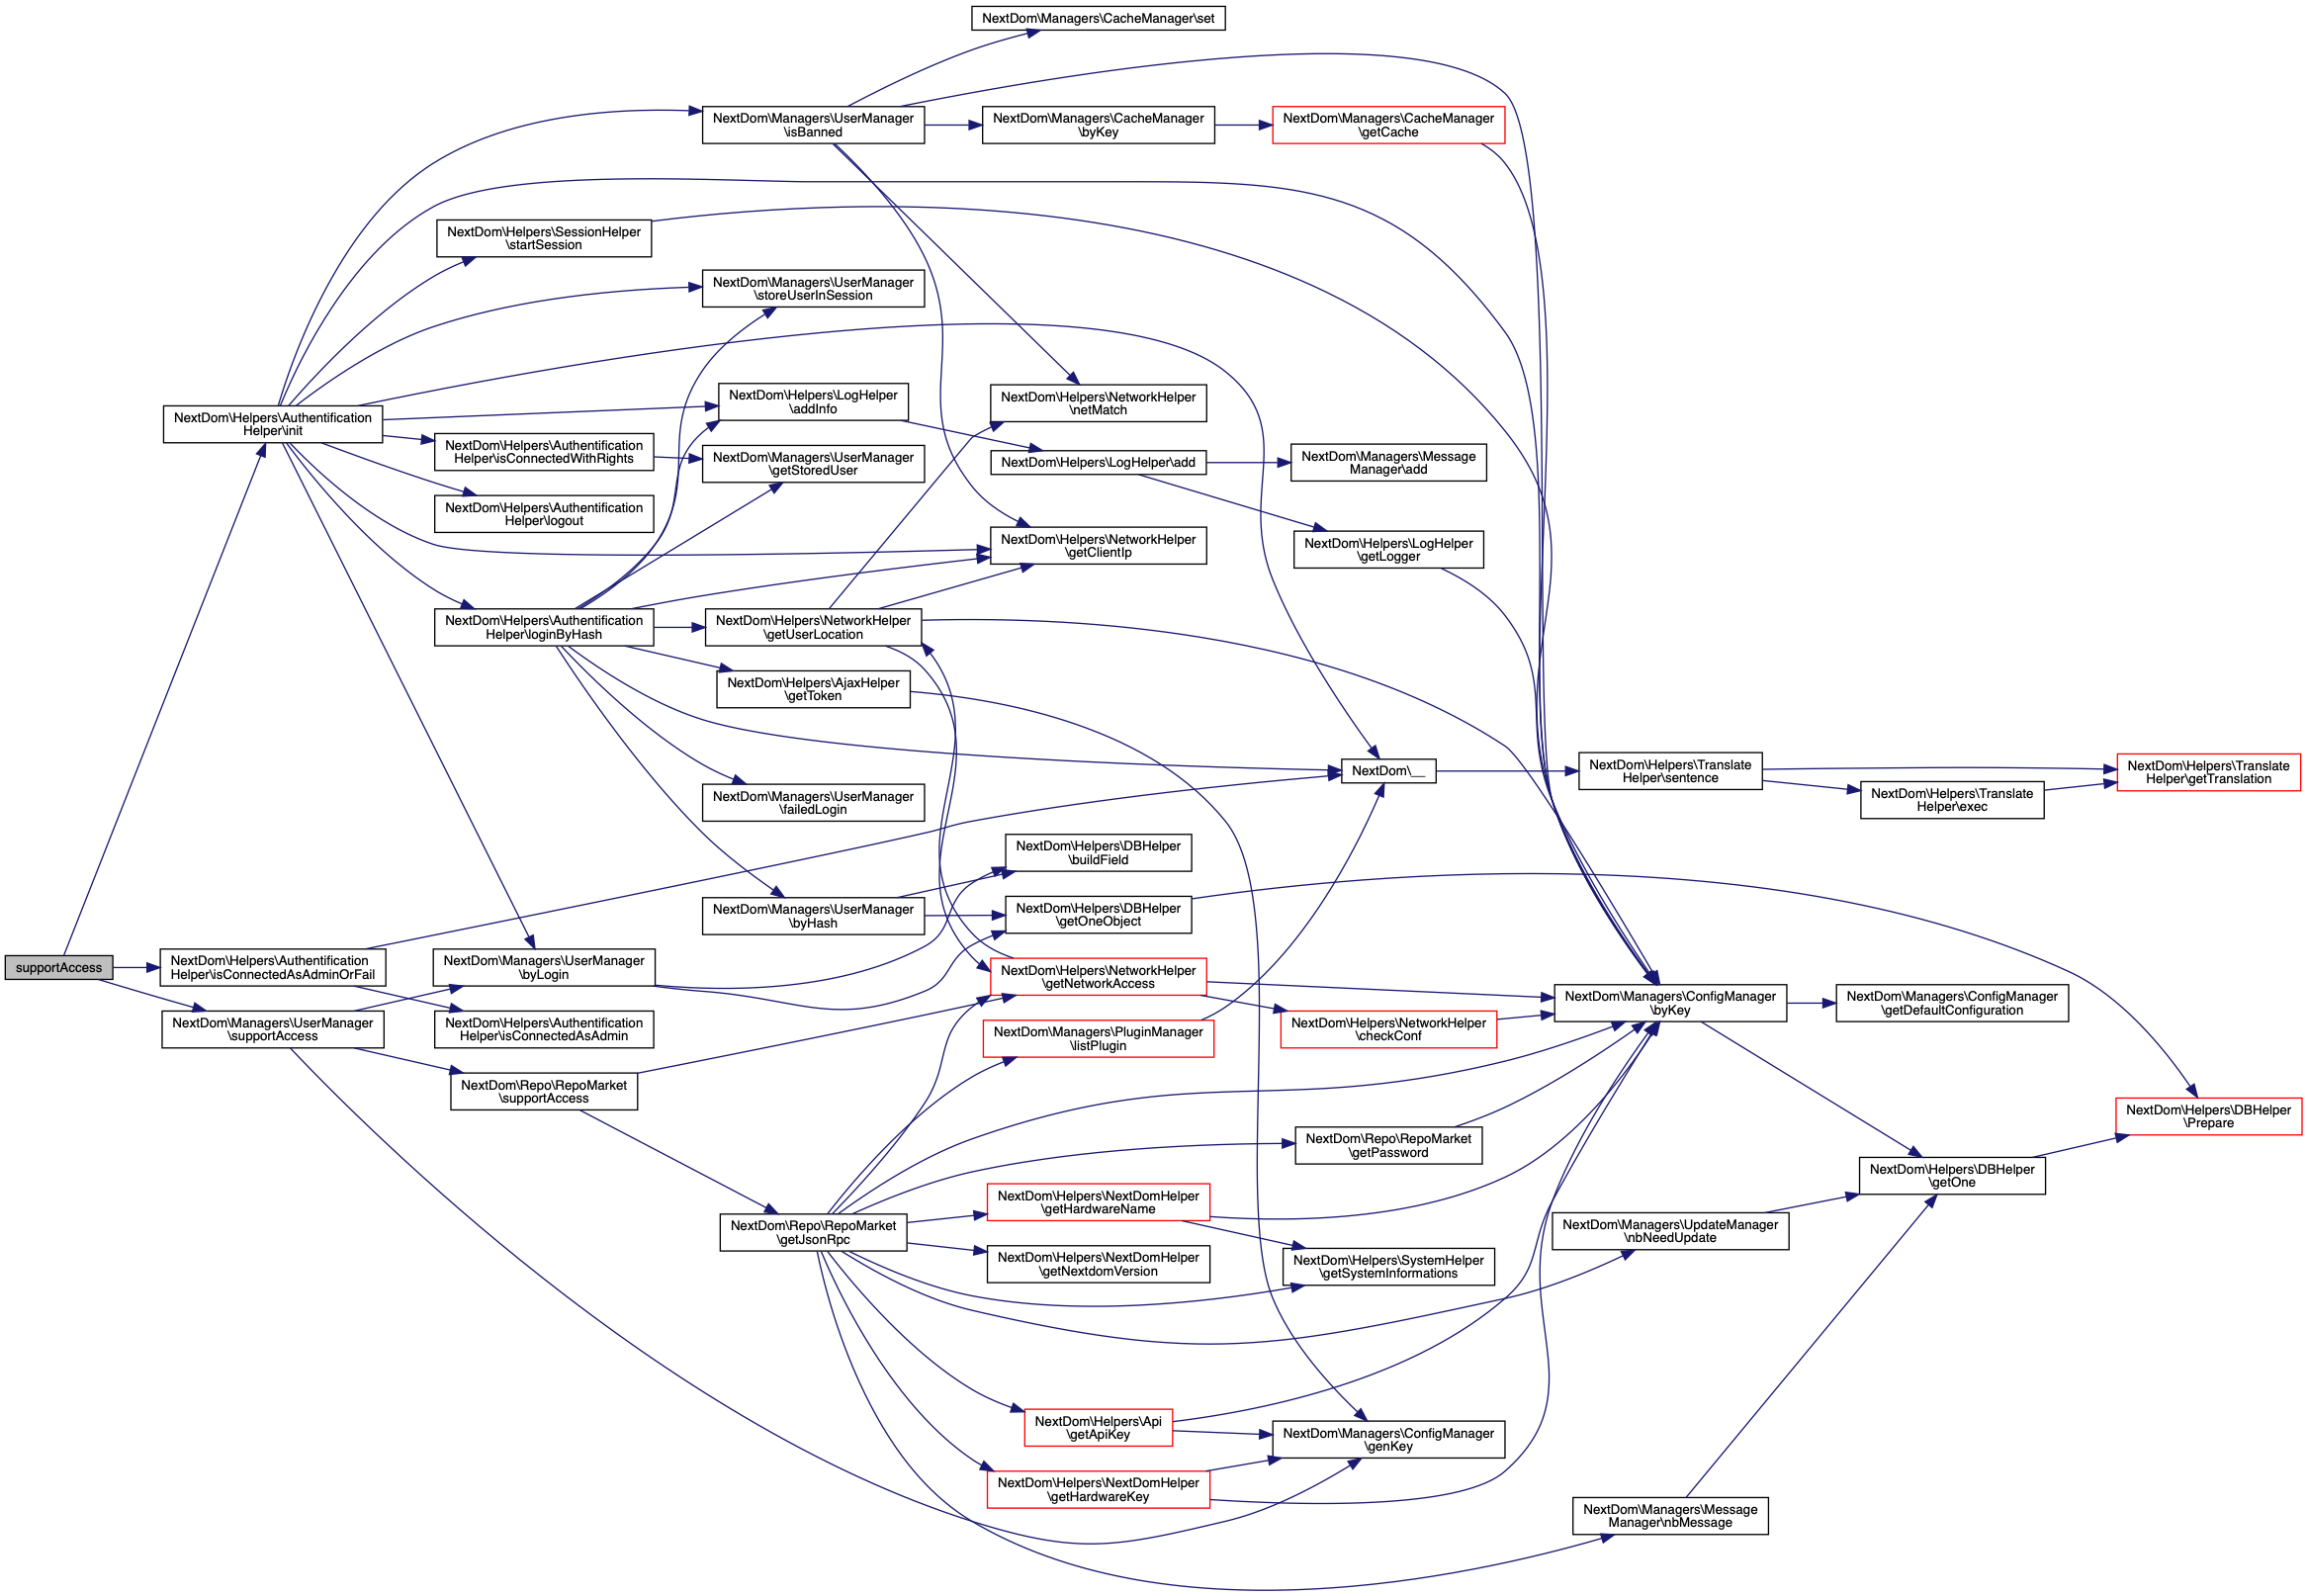 NextDom\Managers\CacheManager\set
NextDom\Managers\UserManager
\isBanned
NextDom\Managers\CacheManager
\byKey
NextDom\Managers\CacheManager
\getCache
NextDom\Helpers\SessionHelper
\startSession
NextDom\Managers\UserManager
\storeUserInSession
NextDom\Helpers\Authentification
Helper\init
NextDom\Helpers\LogHelper
\addInfo
NextDom\Helpers\NetworkHelper
\netMatch
NextDom\Helpers\Authentification
Helper\isConnectedWithRights
NextDom\Managers\UserManager
\getStoredUser
NextDom\Helpers\LogHelper\add
NextDom\Managers\Message
Manager\add
NextDom\Helpers\Authentification
Helper\logout
NextDom\Helpers\NetworkHelper
\getClientIp
NextDom\Helpers\LogHelper
\getLogger
NextDom\Helpers\Authentification
Helper\loginByHash
NextDom\Helpers\NetworkHelper
\getUserLocation
NextDom\Helpers\AjaxHelper
\getToken
NextDom\__
NextDom\Helpers\Translate
Helper\sentence
NextDom\Helpers\Translate
Helper\getTranslation
NextDom\Helpers\Translate
Helper\exec
NextDom\Managers\UserManager
\failedLogin
NextDom\Helpers\DBHelper
\buildField
NextDom\Managers\UserManager
\byHash
NextDom\Helpers\DBHelper
\getOneObject
supportAccess
NextDom\Helpers\Authentification
Helper\isConnectedAsAdminOrFail
NextDom\Managers\UserManager
\byLogin
NextDom\Helpers\NetworkHelper
\getNetworkAccess
NextDom\Managers\ConfigManager
\byKey
NextDom\Managers\ConfigManager
\getDefaultConfiguration
NextDom\Managers\UserManager
\supportAccess
NextDom\Helpers\Authentification
Helper\isConnectedAsAdmin
NextDom\Managers\PluginManager
\listPlugin
NextDom\Helpers\NetworkHelper
\checkConf
NextDom\Repo\RepoMarket
\supportAccess
NextDom\Helpers\DBHelper
\Prepare
NextDom\Repo\RepoMarket
\getPassword
NextDom\Helpers\DBHelper
\getOne
NextDom\Repo\RepoMarket
\getJsonRpc
NextDom\Helpers\NextDomHelper
\getHardwareName
NextDom\Managers\UpdateManager
\nbNeedUpdate
NextDom\Helpers\NextDomHelper
\getNextdomVersion
NextDom\Helpers\SystemHelper
\getSystemInformations
NextDom\Helpers\Api
\getApiKey
NextDom\Managers\ConfigManager
\genKey
NextDom\Helpers\NextDomHelper
\getHardwareKey
NextDom\Managers\Message
Manager\nbMessage